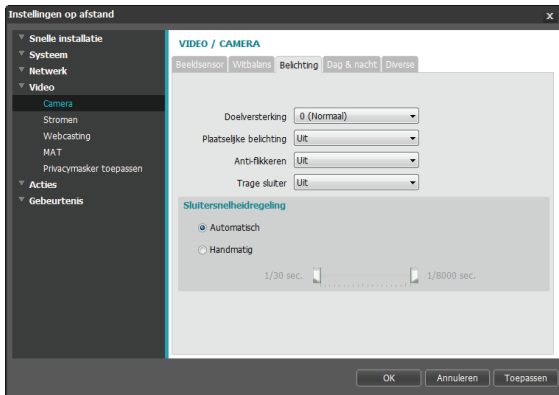 Instellingen op afstand
x
Snelle installatie
Systeem
Netwerk
Video
Camera
Stromen
Webcasting
MAT
Privacymasker toepassen
Acties
Gebeurtenis
VIDEO / CAMERA
Beeldsensor Witbalans Belichting Dag & nacht Diverse
Doelversterking 0 (Normaal)
Plaatselijke belichting Uit
Anti-flikkeren Uit
Trage sluiter Uit
Sluitersnelheidregeling
Automatisch
Handmatig
1/30 sec. 1/8000 sec.
OK Annuleren Toepassen